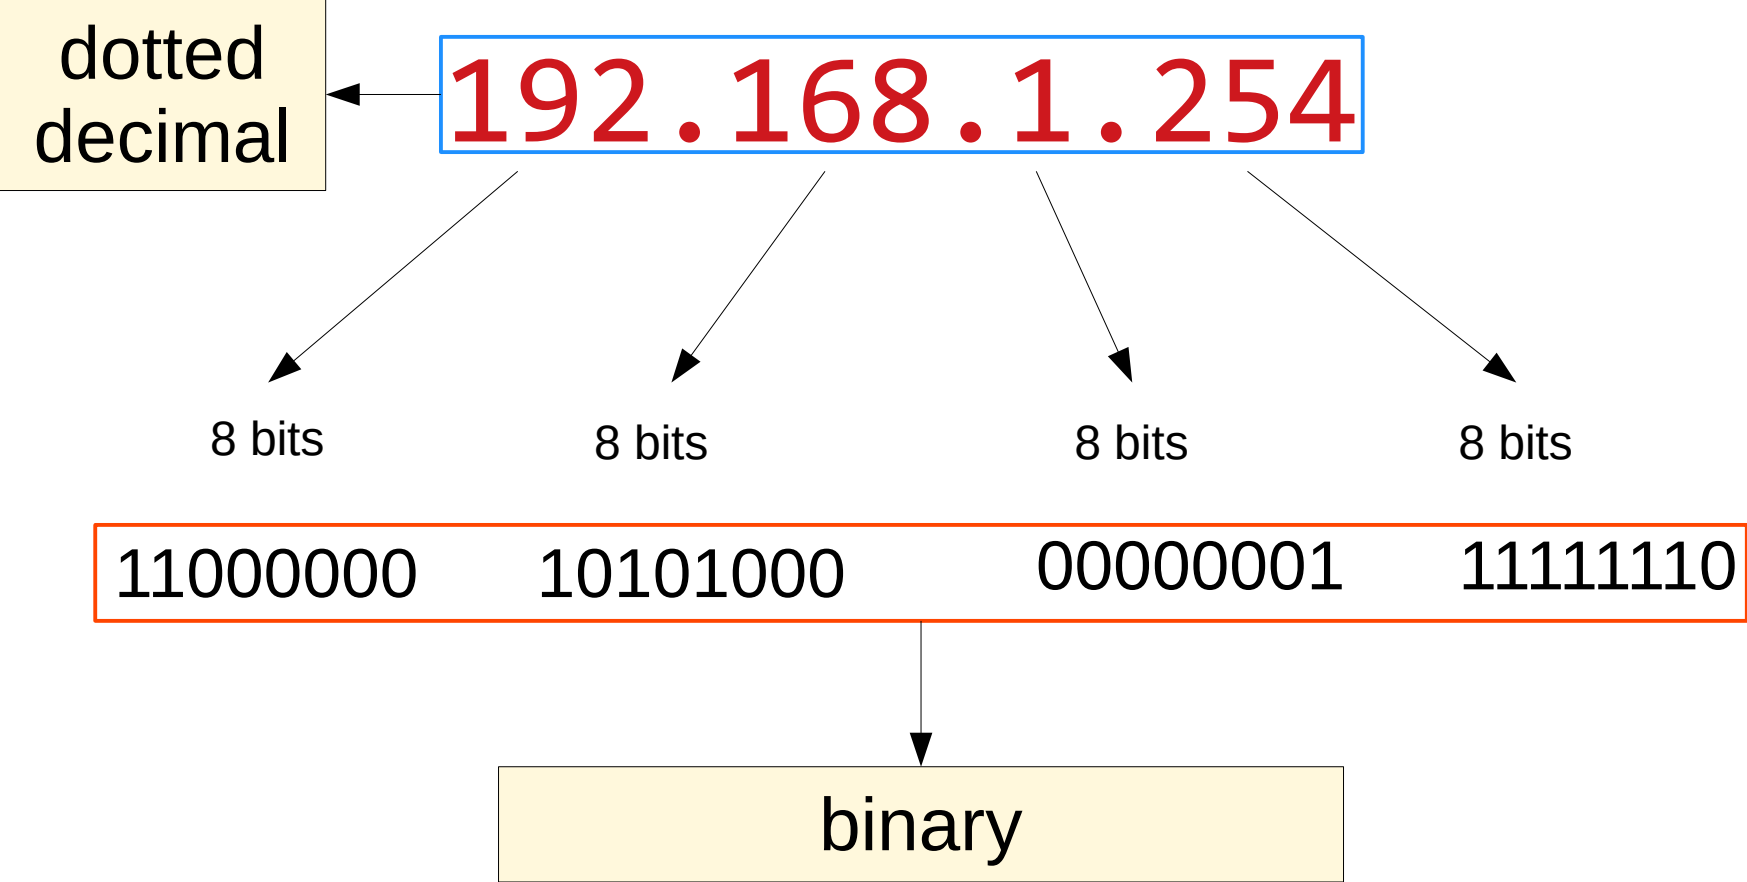 dotted
decimal
192.168.1.254
8 bits
8 bits
8 bits
8 bits
11000000
10101000
00000001
11111110
binary